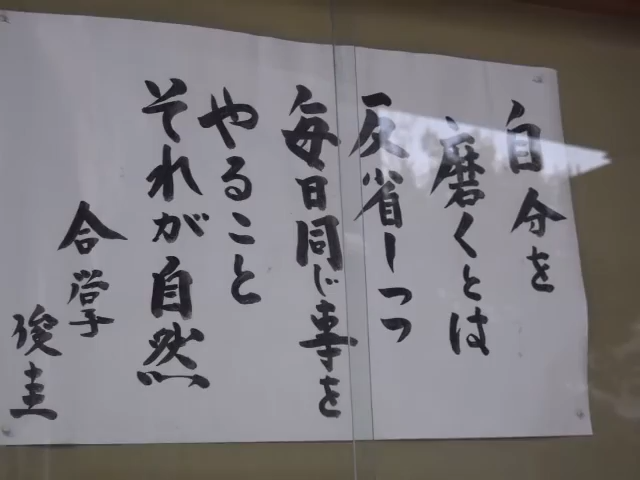 自分を
磨くとは
反省しつつ
毎日同じ事を
やること
それが自然
合掌
俊圭